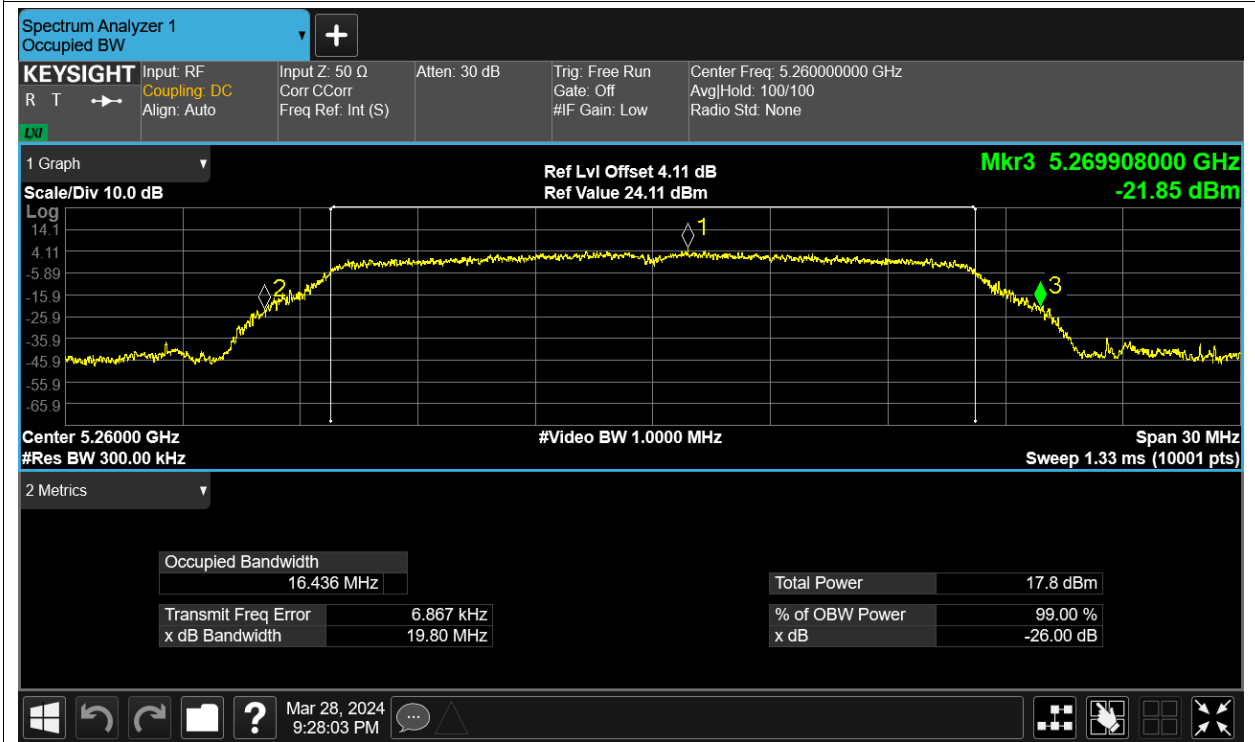 Spectrum Analyzer 1
Occupied BW
KEYSIGHT
R T
LXI
Input: RF
Coupling: DC
Align: Auto
Input Z: 50 Ω
Corr CCorr
Freq Ref: Int (S)
Atten: 30 dB
Trig: Free Run
Gate: Off
#IF Gain: Low
Center Freq: 5.260000000 GHz
Avg|Hold: 100/100
Radio Std: None
1 Graph
Scale/Div 10.0 dB
Ref Lvl Offset 4.11 dB
Ref Value 24.11 dBm
Mkr3 5.269908000 GHz
-21.85 dBm
Log
14.1
4.11
-5.89
-15.9
-25.9
-35.9
-45.9
-55.9
-65.9
1
2
3
Center 5.26000 GHz
#Video BW 1.0000 MHz
Span 30 MHz
#Res BW 300.00 kHz
Sweep 1.33 ms (10001 pts)
2 Metrics
Occupied Bandwidth
16.436 MHz
Transmit Freq Error 6.867 kHz
x dB Bandwidth 19.80 MHz
Total Power 17.8 dBm
% of OBW Power 99.00 %
x dB -26.00 dB
?
Mar 28, 2024
9:28:03 PM